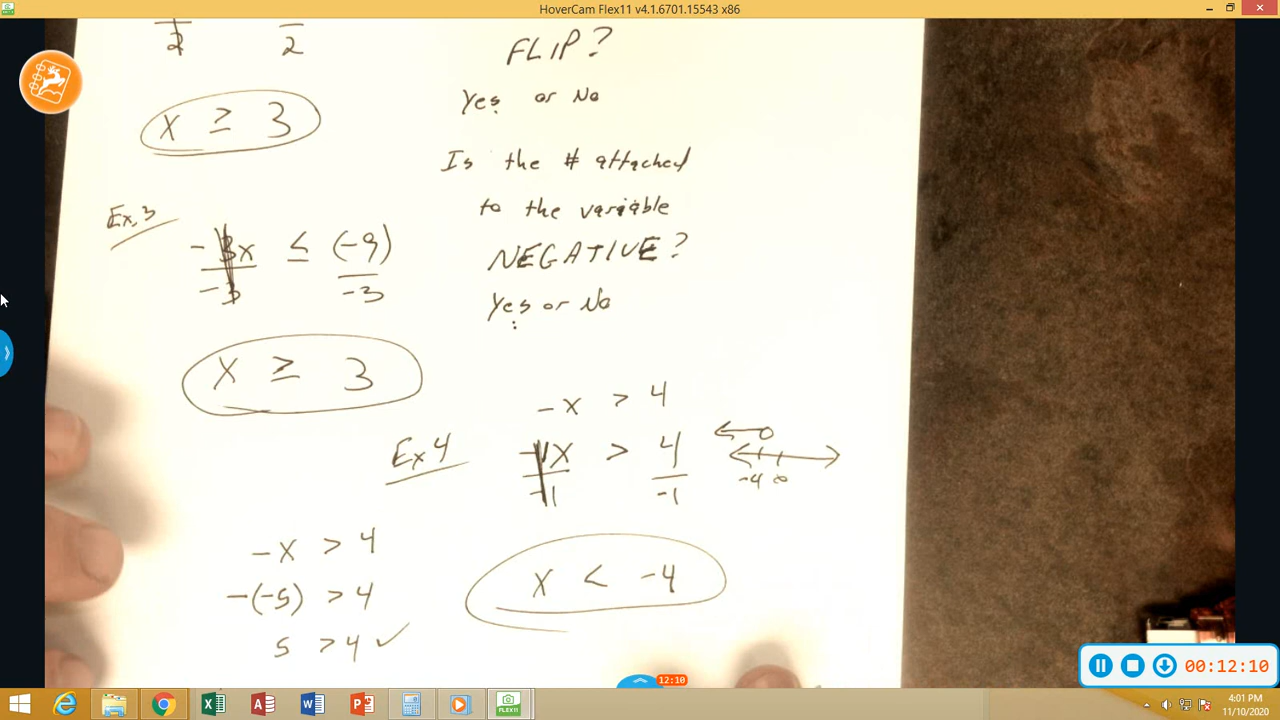 HoverCam Flex11 v4.1.6701.15543 x86
2 2
x ≥ 3
FLIP?
Yes or No
Is the # attached
to the variable
NEGATIVE?
Yes or No
Ex.3
-3x ≤ (-9)
-3 -3
x ≥ 3
Ex 4
-x > 4
-1x > 4
-1 -1
-4 0
x < -4
-x > 4
-(-5) > 4
5 > 4 ✓
00:12:10
12:10
FLEX11
4:01 PM
11/10/2020